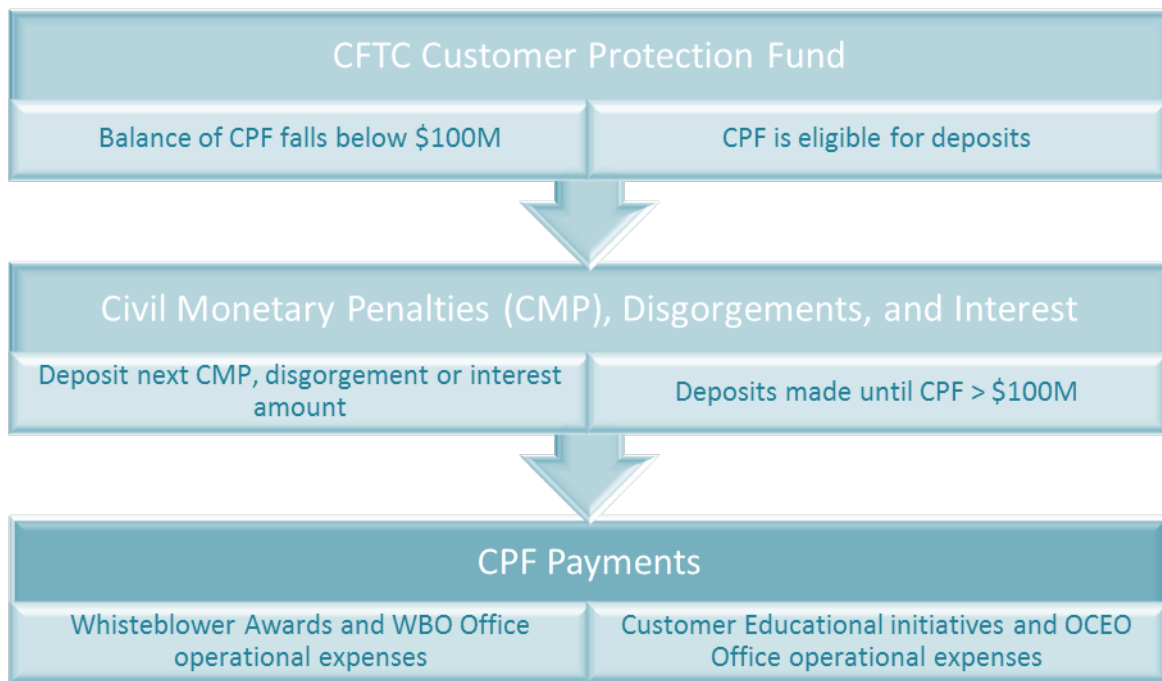 CFTC Customer Protection Fund
Balance of CPF falls below $100M
CPF is eligible for deposits
Civil Monetary Penalties (CMP), Disgorgements, and Interest
Deposit next CMP, disgorgement or interest
amount
Deposits made until CPF > $100M
CPF Payments
Whisteblower Awards and WBO Office
operational expenses
Customer Educational initiatives and OCEO
Office operational expenses